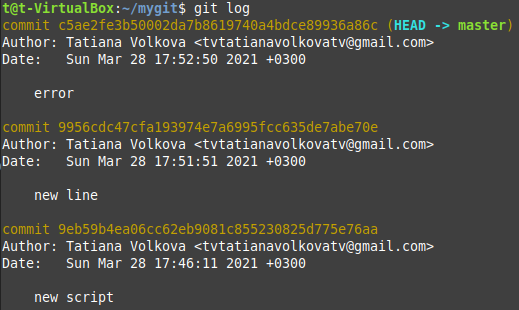 t@t-VirtualBox:~/mygit$ git log
commit c5ae2fe3b50002da7b8619740a4bdce89936a86c (HEAD -> master)
Author: Tatiana Volkova <tvtatianavolkovatv@gmail.com>
Date:   Sun Mar 28 17:52:50 2021 +0300
error
commit 9956cdc47cfa193974e7a6995fcc635de7abe70e
Author: Tatiana Volkova <tvtatianavolkovatv@gmail.com>
Date:   Sun Mar 28 17:51:51 2021 +0300
new line
commit 9eb59b4ea06cc62eb9081c855230825d775e76aa
Author: Tatiana Volkova <tvtatianavolkovatv@gmail.com>
Date:   Sun Mar 28 17:46:11 2021 +0300
new script